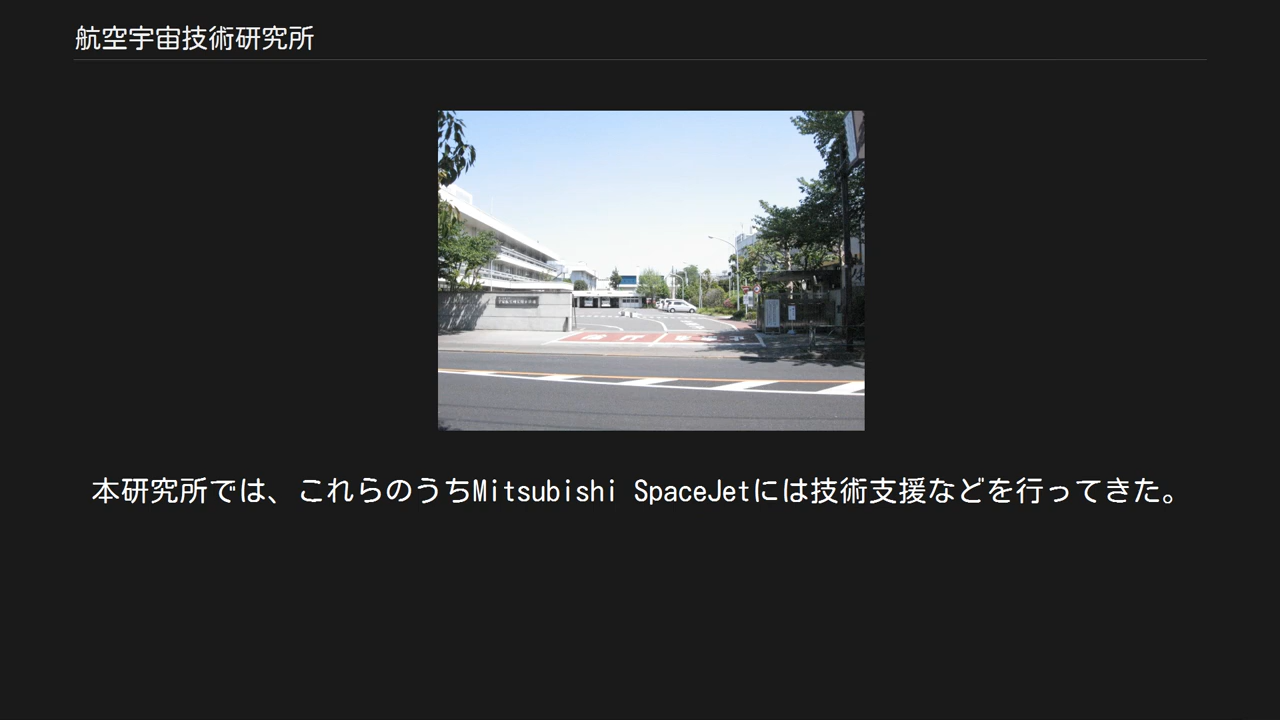 航空宇宙技術研究所
本研究所では、これらのうちMitsubishi SpaceJetには技術支援などを行ってきた。